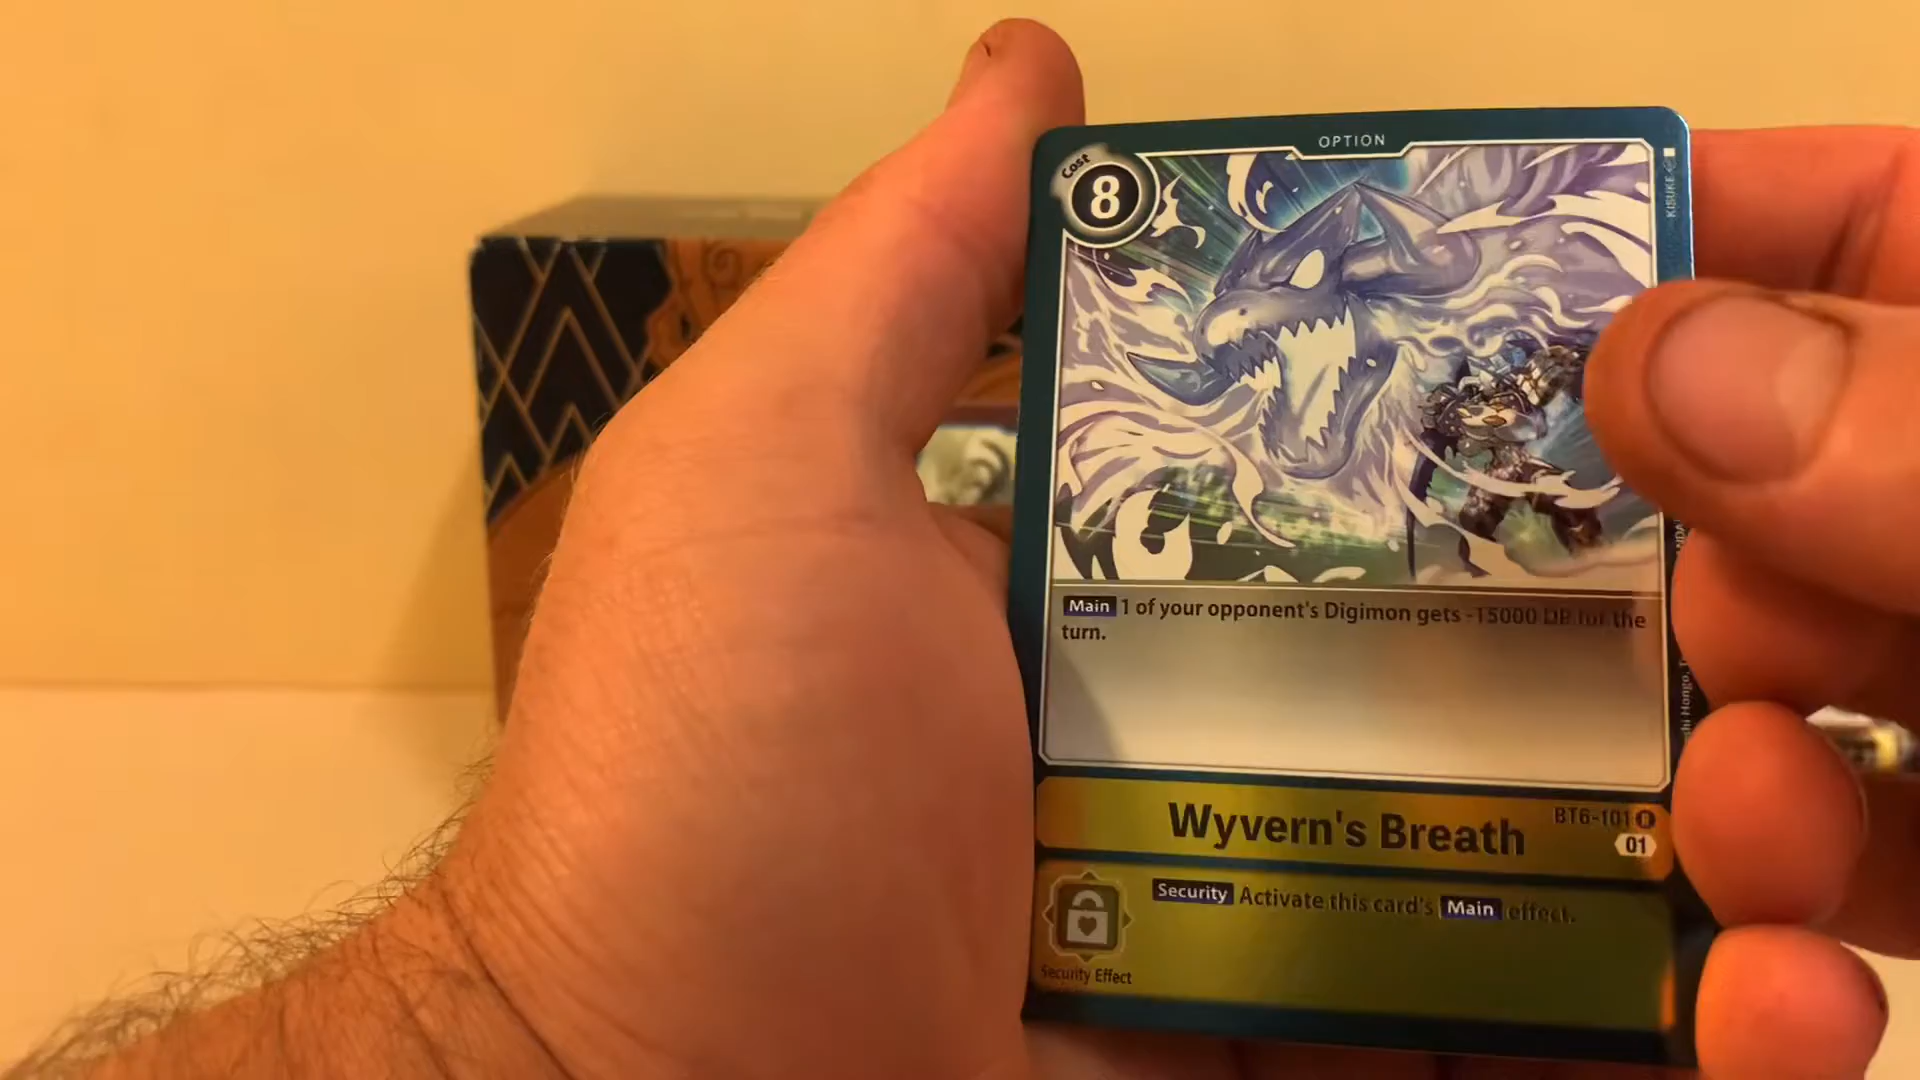 OPTION
Cost
8
KISUKE
Main 1 of your opponent's Digimon gets -15000 DP for the
turn.
BT6-101 R
Wyvern's Breath
01
Security Activate this card's Main effect.
Security Effect